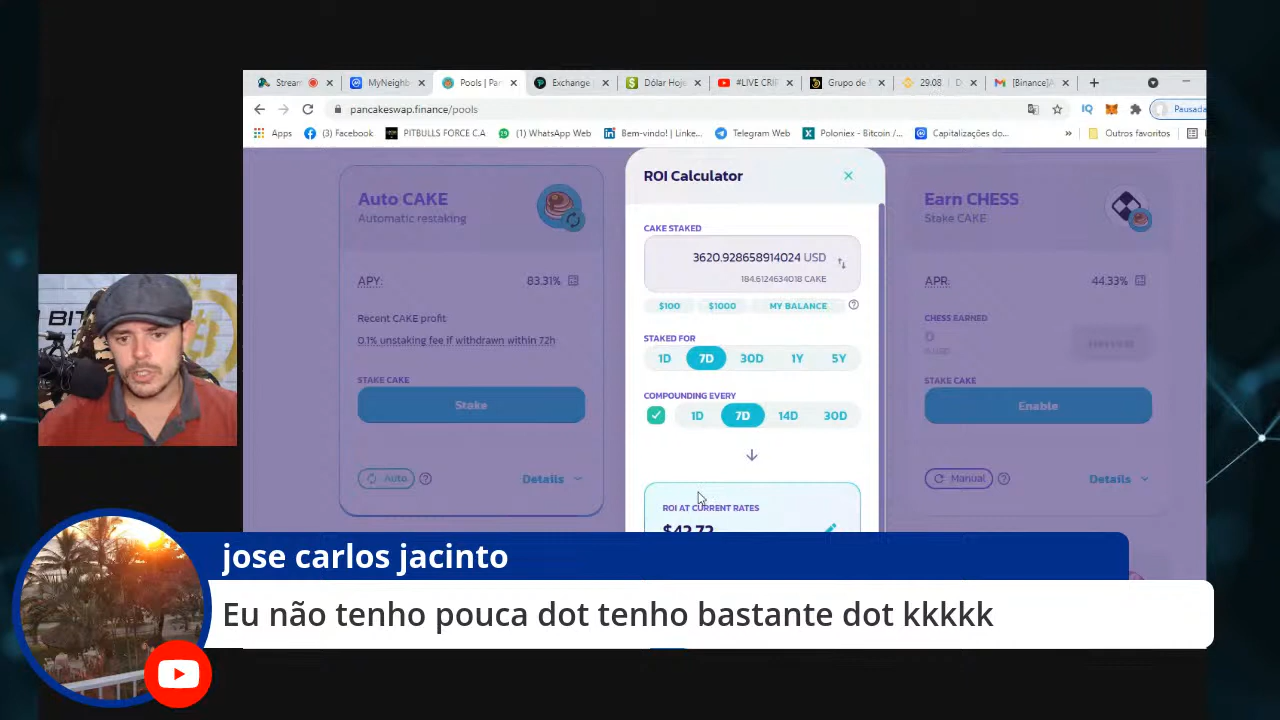 Stream
MyNeighb
Pools | Pan
Exchange |
Dólar Hoje
#LIVE CRIP
Grupo de
29.08 | D
[Binance]A
pancakeswap.finance/pools
IQ
Pausada
Apps
(3) Facebook
PITBULLS FORCE C.A
(1) WhatsApp Web
Bem-vindo! | Linke...
Telegram Web
Poloniex - Bitcoin /...
Capitalizações do...
»
Outros favoritos
Auto CAKE
Automatic restaking
APY:
83.31%
Recent CAKE profit
0.1% unstaking fee if withdrawn within 72h
STAKE CAKE
Stake
Auto
Details
ROI Calculator
CAKE STAKED
3620.928658914024 USD
184.6124634018 CAKE
$100
$1000
MY BALANCE
STAKED FOR
1D
7D
30D
1Y
5Y
COMPOUNDING EVERY
1D
7D
14D
30D
ROI AT CURRENT RATES
$42.72
Earn CHESS
Stake CAKE
APR:
44.33%
CHESS EARNED
0
STAKE CAKE
Enable
Manual
Details
BIT
jose carlos jacinto
Eu não tenho pouca dot tenho bastante dot kkkkk